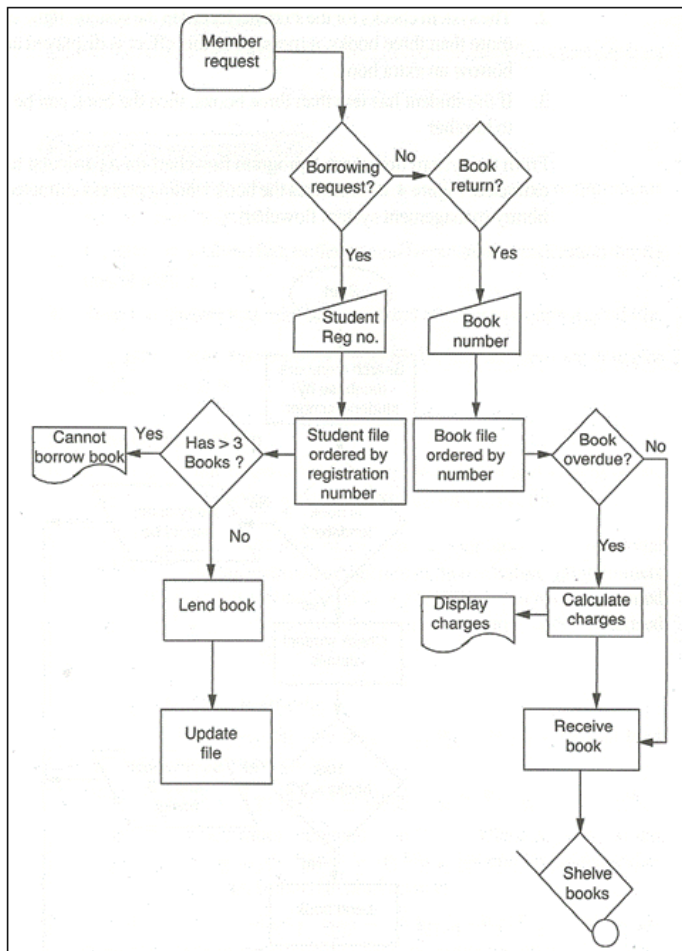 Member
request
Borrowing
request?
No
Book
return?
Yes
Yes
Student
Reg no.
Book
number
Cannot
borrow book
Yes
Has > 3
Books ?
Student file
ordered by
registration
number
Book file
ordered by
number
Book
overdue?
No
No
Yes
Lend book
Display
charges
Calculate
charges
Update
file
Receive
book
Shelve
books